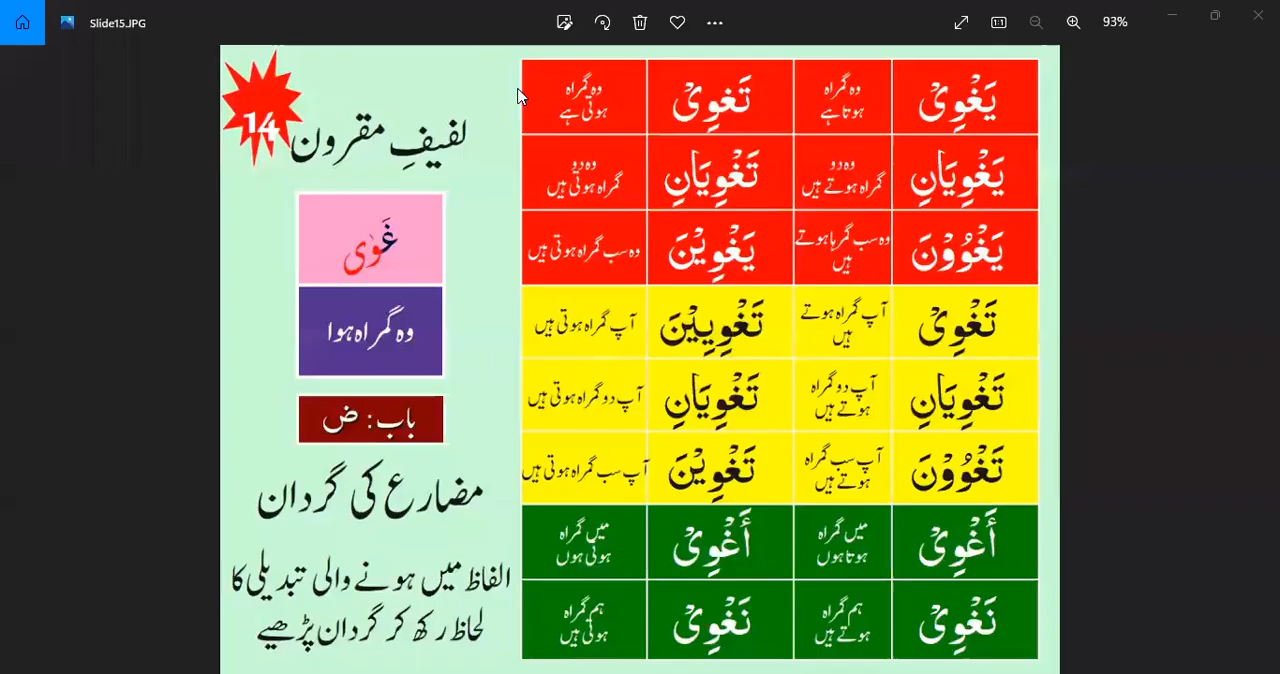 Slide15.JPG
93%
14
لفیفِ مقرون
غَوٰی
وہ گمراہ ہوا
باب: ض
مضارع کی گردان
الفاظ میں ہونے والی تبدیلی کا
لحاظ رکھ کر گردان پڑھیے
يَغْوِیْ
وہ گمراہ
ہوتا ہے
تَغوِیْ
وہ گمراہ
ہوتی ہے
يَغْوِيَانِ
وہ دو
گمراہ ہوتے ہیں
تَغْوِيَانِ
وہ دو
گمراہ ہوتی ہیں
يَغْوُوْنَ
وہ سب گمرہا ہوتے
ہیں
يَغْوِيْنَ
وہ سب گمراہ ہوتی ہیں
تَغْوِیْ
آپ گمراہ ہوتے
ہیں
تَغْوِيِيْنَ
آپ گمراہ ہوتی ہیں
تَغْوِيَانِ
آپ دو گمراہ
ہوتے ہیں
تَغْوِيَانِ
آپ دو گمراہ ہوتی ہیں
تَغْوُوْنَ
آپ سب گمراہ
ہوتے ہیں
تَغْوِيْنَ
آپ سب گمراہ ہوتی ہیں
أَغْوِیْ
میں گمراہ
ہوتا ہوں
أَغْوِیْ
میں گمراہ
ہوتی ہوں
نَغْوِیْ
ہم گمراہ
ہوتے ہیں
نَغْوِیْ
ہم گمراہ
ہوتی ہیں